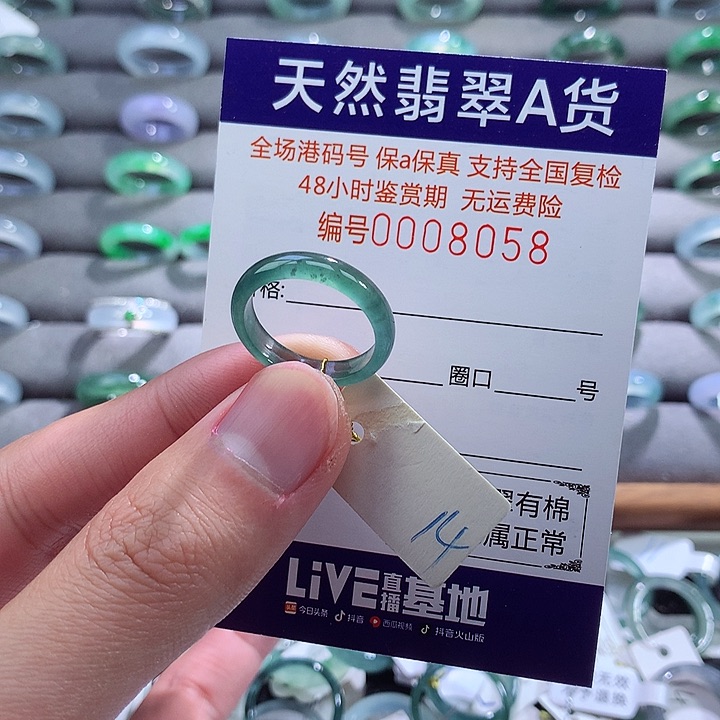 天然翡翠A货
全场港码号 保a保真 支持全国复检
48小时鉴赏期 无运费险
编号0008058
格:
圈口 号
有棉
属正常
14
LiVE直播基地
今日头条 抖音 西瓜视频 抖音火山版